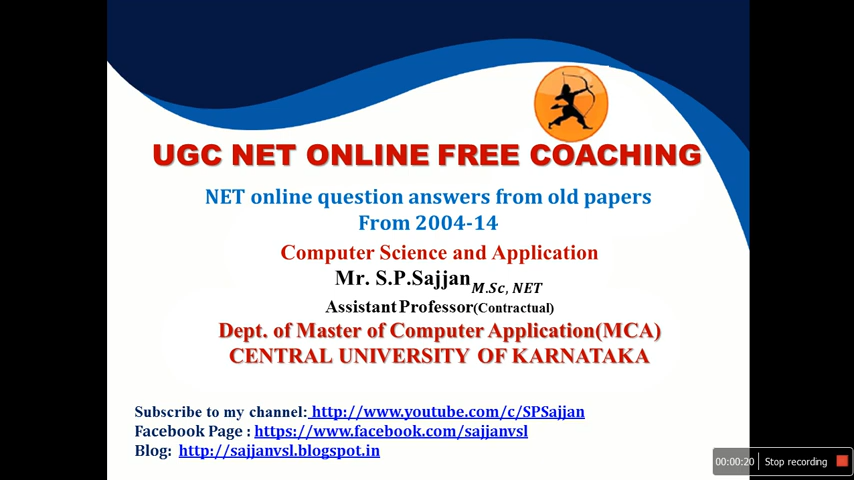 UGC NET ONLINE FREE COACHING
NET online question answers from old papers
From 2004-14
Computer Science and Application
Mr. S.P.Sajjan M.Sc, NET
Assistant Professor(Contractual)
Dept. of Master of Computer Application(MCA)
CENTRAL UNIVERSITY OF KARNATAKA
Subscribe to my channel: http://www.youtube.com/c/SPSajjan
Facebook Page : https://www.facebook.com/sajjanvsl
Blog: http://sajjanvsl.blogspot.in
00:00:20 Stop recording